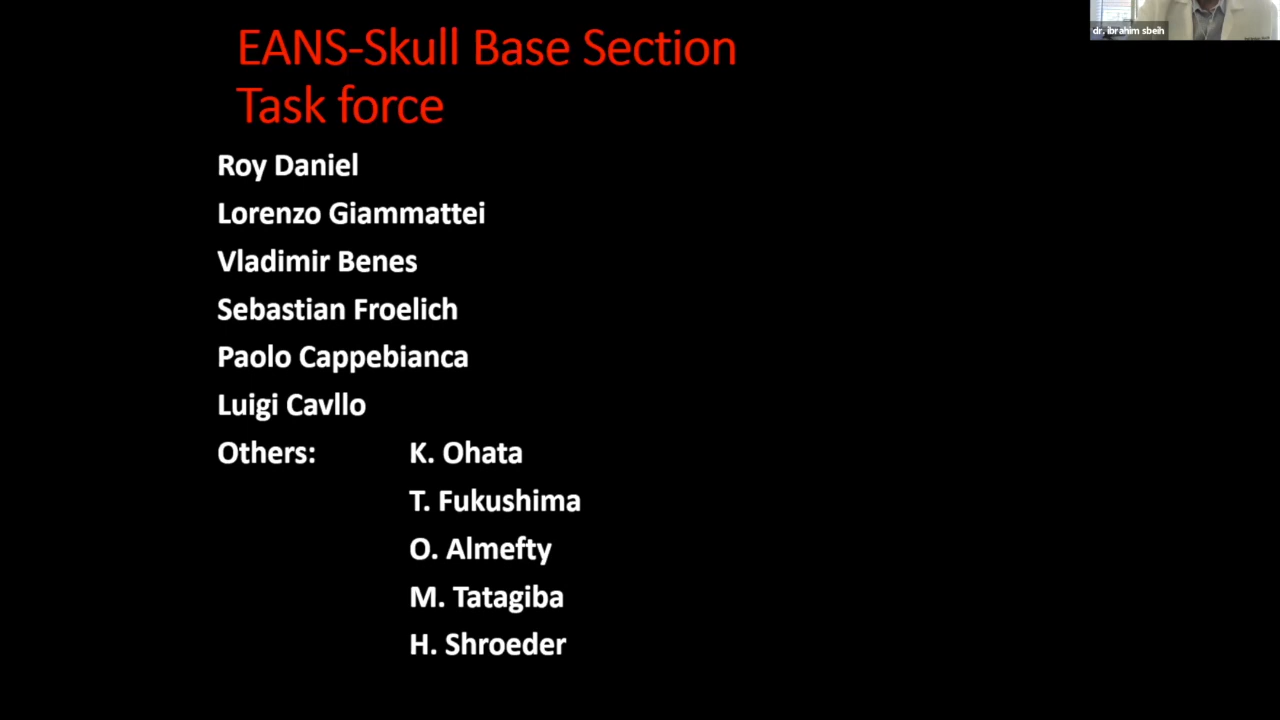 dr. ibrahim sbeih
EANS-Skull Base Section
Task force
Roy Daniel
Lorenzo Giammattei
Vladimir Benes
Sebastian Froelich
Paolo Cappebianca
Luigi Cavllo
Others: K. Ohata
T. Fukushima
O. Almefty
M. Tatagiba
H. Shroeder